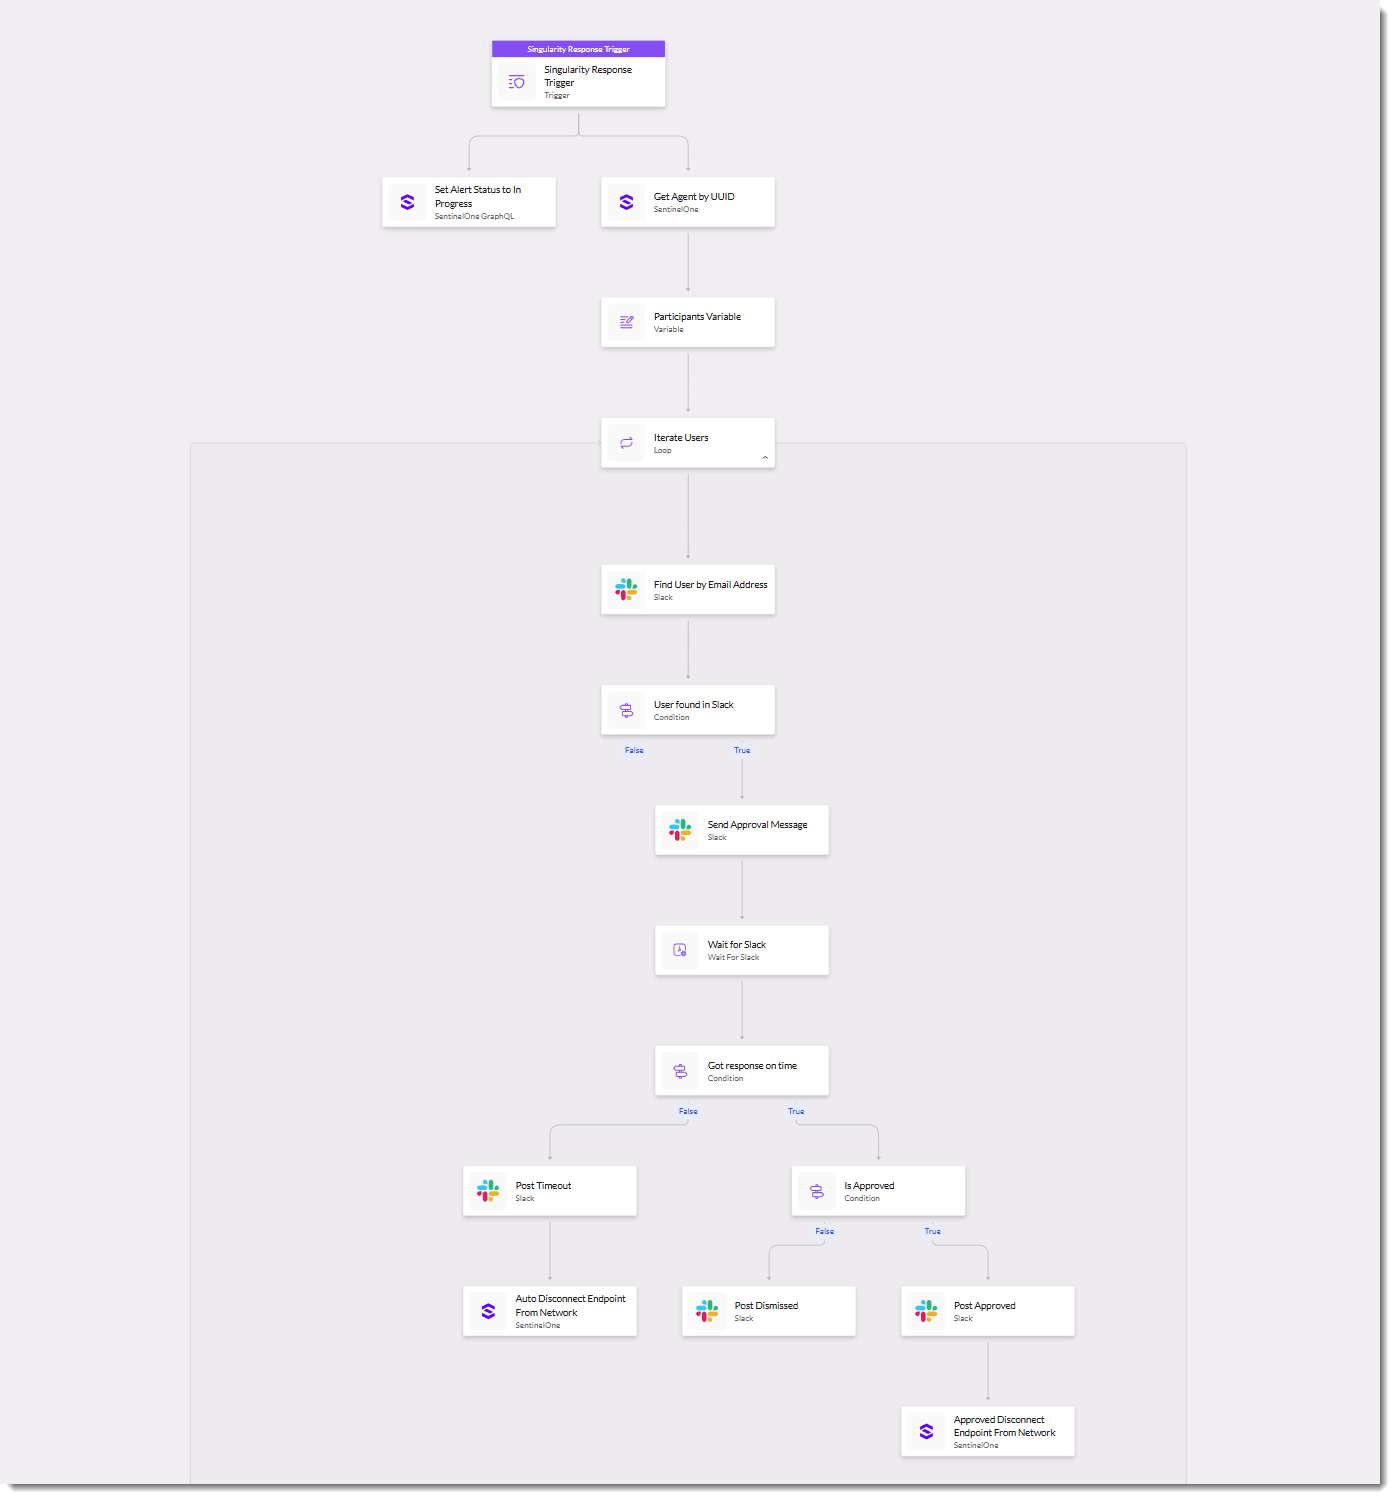 Singularity Response Trigger
Singularity Response
Trigger
Trigger
Set Alert Status to In
Progress
SentinelOne GraphQL
Get Agent by UUID
SentinelOne
Participants Variable
Variable
Iterate Users
Loop
Find User by Email Address
Slack
User found in Slack
Condition
False
True
Send Approval Message
Slack
Wait for Slack
Wait For Slack
Got response on time
Condition
False
True
Post Timeout
Slack
Is Approved
Condition
False
True
Auto Disconnect Endpoint
From Network
SentinelOne
Post Dismissed
Slack
Post Approved
Slack
Approved Disconnect
Endpoint From Network
SentinelOne